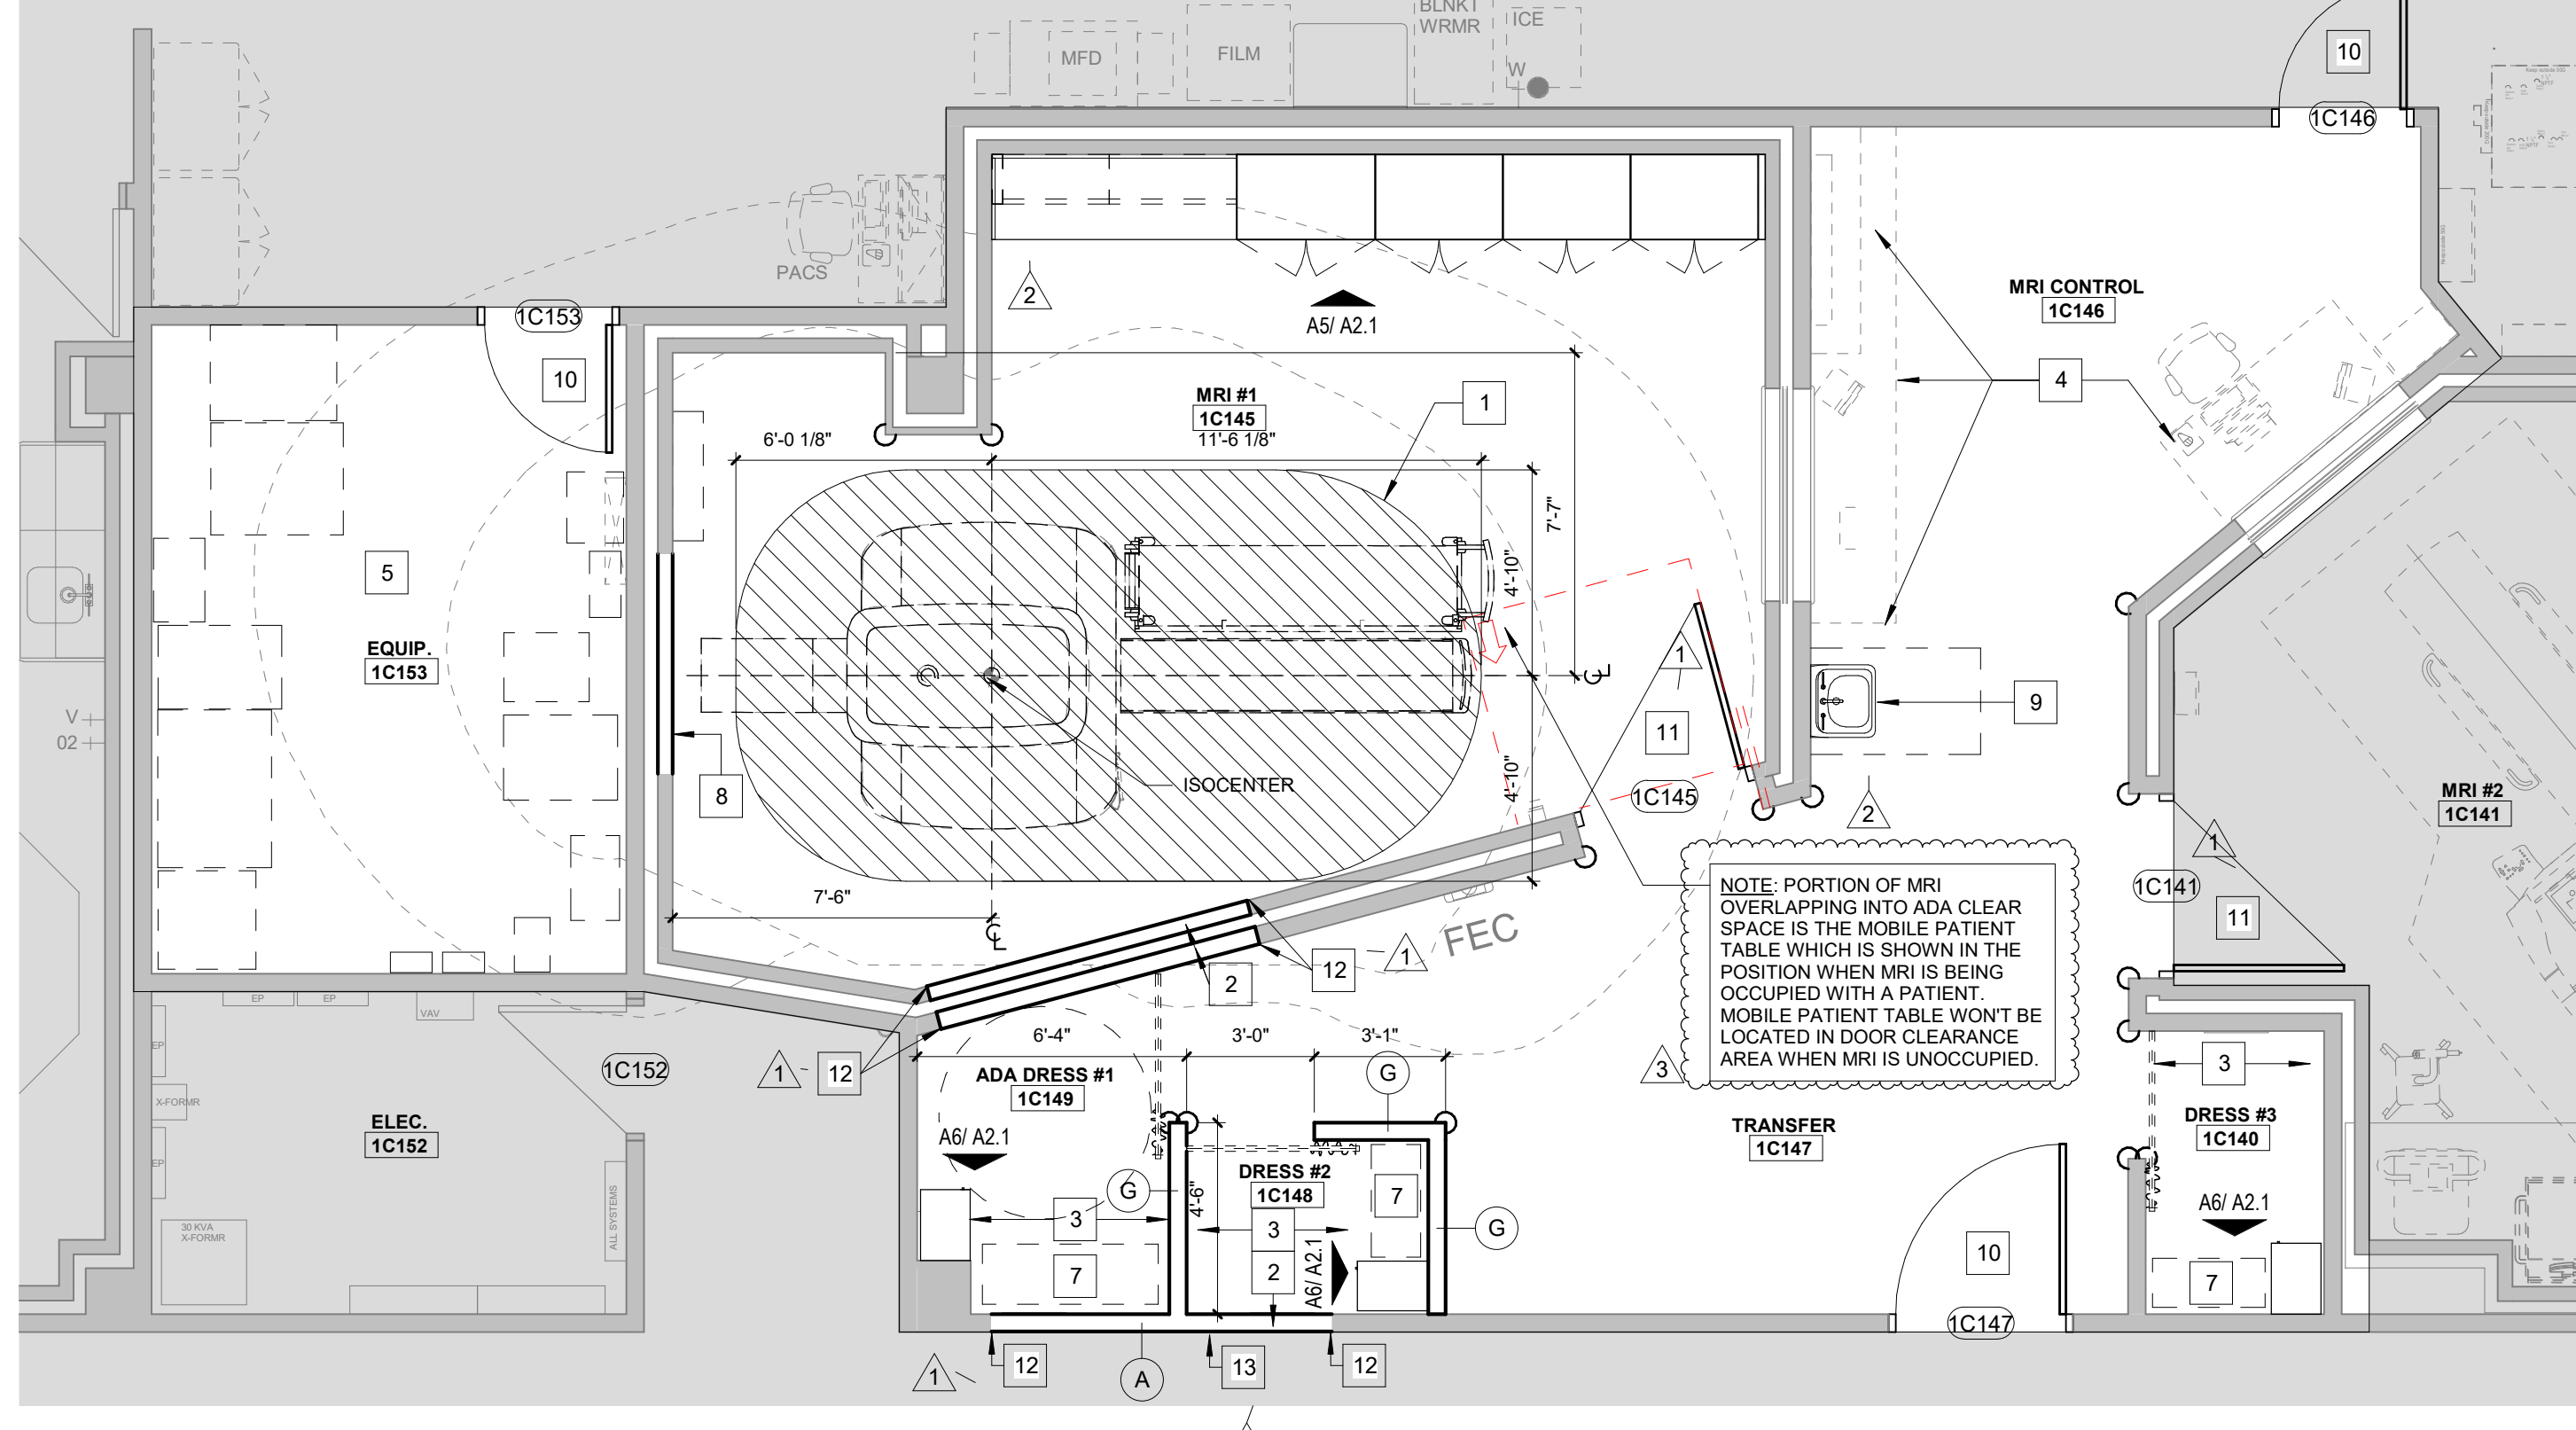 BLNKT
WRMR
ICE
MFD
FILM
W
10
1C146
PACS
2
A5/ A2.1
MRI CONTROL
1C146
1C153
10
MRI #1
1C145
11'-6 1/8"
6'-0 1/8"
1
4
7'-7"
4'-10"
5
EQUIP.
1C153
1
11
9
V
02
8
ISOCENTER
4'-10"
1C145
2
MRI #2
1C141
1
1C141
11
7'-6"
FEC
12
1
2
NOTE: PORTION OF MRI
OVERLAPPING INTO ADA CLEAR
SPACE IS THE MOBILE PATIENT
TABLE WHICH IS SHOWN IN THE
POSITION WHEN MRI IS BEING
OCCUPIED WITH A PATIENT.
MOBILE PATIENT TABLE WON'T BE
LOCATED IN DOOR CLEARANCE
AREA WHEN MRI IS UNOCCUPIED.
3
EP
EP
VAV
EP
X-FORMR
EP
1C152
ELEC.
1C152
30 KVA
X-FORMR
ALL SYSTEMS
6'-4"
3'-0"
3'-1"
1
12
ADA DRESS #1
1C149
G
A6/ A2.1
G
4'-6"
DRESS #2
1C148
7
3
3
2
7
A6/ A2.1
G
TRANSFER
1C147
3
DRESS #3
1C140
A6/ A2.1
10
7
1C147
1
12
A
13
12